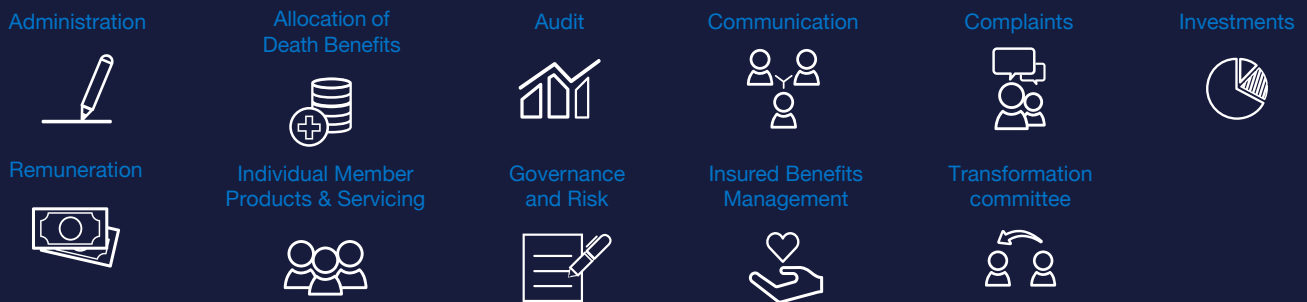 Administration
Allocation of
Death Benefits
Audit
Communication
Complaints
Investments
Remuneration
Individual Member
Products & Servicing
Governance
and Risk
Insured Benefits
Management
Transformation
committee